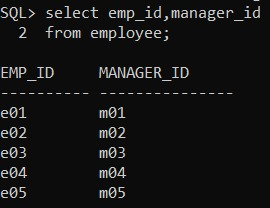 SQL> select emp_id,manager_id
2 from employee;
EMP_ID MANAGER_ID
---------- ---------------
e01 m01
e02 m02
e03 m03
e04 m04
e05 m05